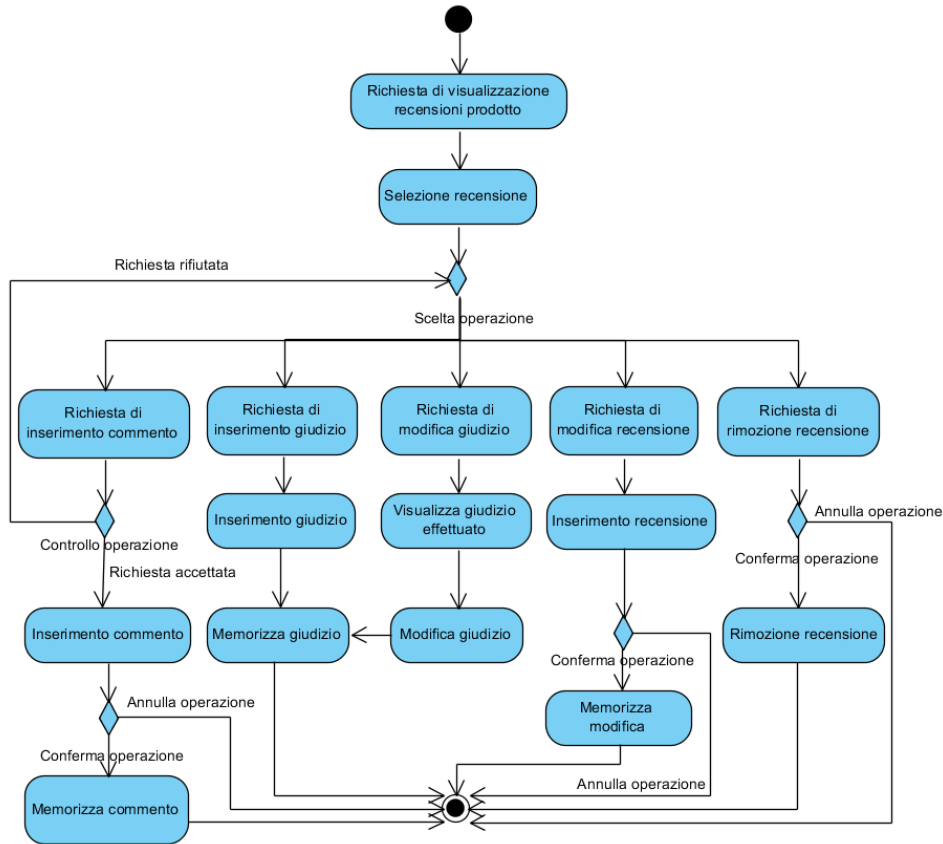 Richiesta di visualizzazione
recensioni prodotto
Selezione recensione
Richiesta rifiutata
Scelta operazione
Richiesta di
inserimento commento
Richiesta di
inserimento giudizio
Richiesta di
modifica giudizio
Richiesta di
modifica recensione
Richiesta di
rimozione recensione
Inserimento giudizio
Visualizza giudizio
effettuato
Inserimento recensione
Annulla operazione
Controllo operazione
Conferma operazione
Richiesta accettata
Inserimento commento
Memorizza giudizio
Modifica giudizio
Rimozione recensione
Conferma operazione
Annulla operazione
Memorizza
modifica
Conferma operazione
Annulla operazione
Memorizza commento